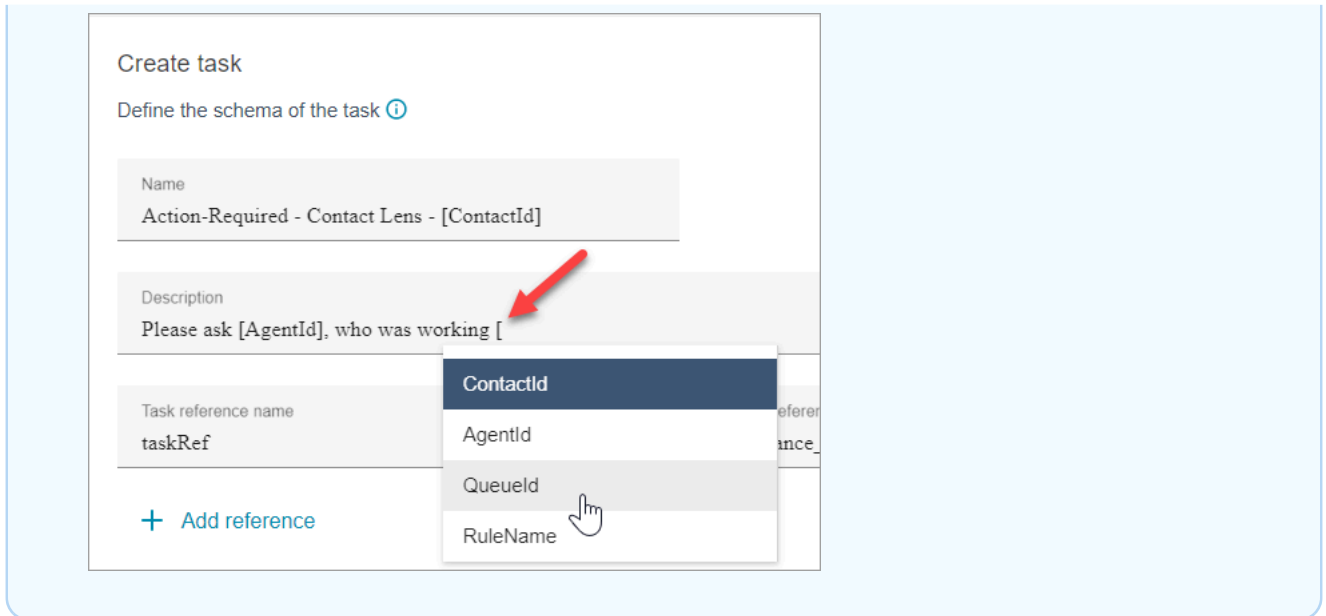 Create task
Define the schema of the task
Name
Action-Required - Contact Lens - [ContactId]
Description
Please ask [AgentId], who was working [
ContactId
Task reference name
AgentId
taskRef
QueueId
+ Add reference
RuleName